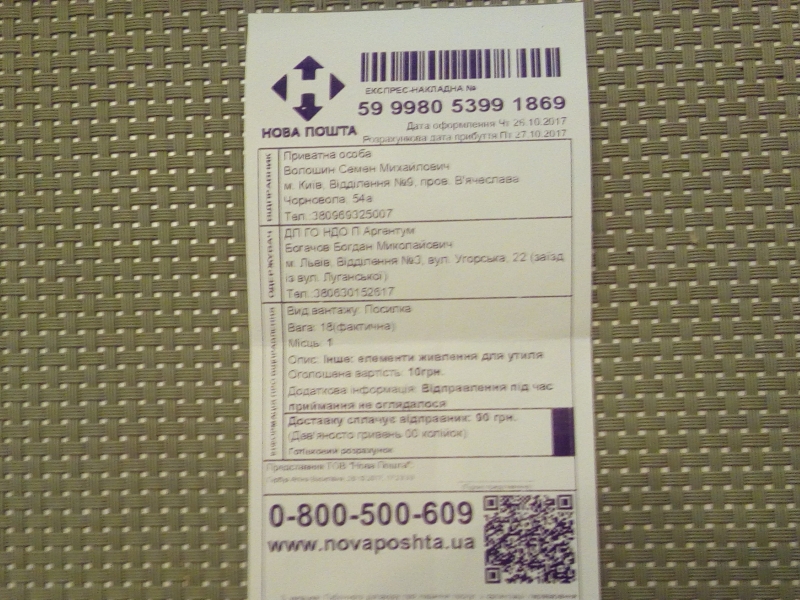 ЕКСПРЕС-НАКЛАДНА №
59 9980 5399 1869
НОВА ПОШТА
Дата оформлення Чт 26.10.2017
Розрахункова дата прибуття Пт 27.10.2017
ВІДПРАВНИК
Приватна особа
Волошин Семен Михайлович
м. Київ, Відділення №9, пров. В'ячеслава
Чорновола, 54а
Тел. 380969325007
ОДЕРЖУВАЧ
ДП ГО НДО П Аргентум
Богачов Богдан Миколайович
м. Львів, Відділення №3, вул. Угорська, 22 (заїзд
із вул. Луганської)
Тел. 380630152617
Вид вантажу: Посилка
Вага: 18(фактична)
Місць: 1
Опис: Інше: елементи живлення для утиля
Оголошена вартість: 10грн.
Додаткова інформація: Відправлення під час
приймання не оглядалося
Доставку сплачує відправник: 90 грн.
(Дев'яносто гривень 00 копійок)
Готівковий розрахунок
Представник ТОВ "Нова Пошта":
0-800-500-609
www.novaposhta.ua